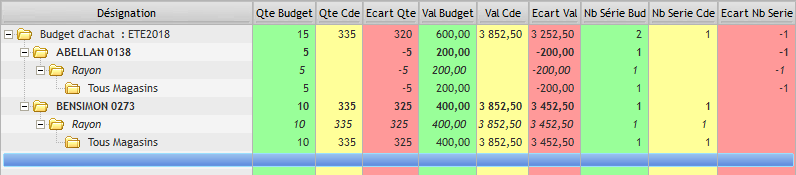 Désignation Qte Budget Qte Cde Ecart Qte Val Budget Val Cde Ecart Val Nb Série Bud Nb Serie Cde Ecart Nb Serie
Budget d'achat : ETE2018 15 335 320 600,00 3 852,50 3 252,50 2 1 -1
ABELLAN 0138 5 -5 200,00 -200,00 1 -1
Rayon 5 -5 200,00 -200,00 1 -1
Tous Magasins 5 -5 200,00 -200,00 1 -1
BENSIMON 0273 10 335 325 400,00 3 852,50 3 452,50 1 1
Rayon 10 335 325 400,00 3 852,50 3 452,50 1 1
Tous Magasins 10 335 325 400,00 3 852,50 3 452,50 1 1